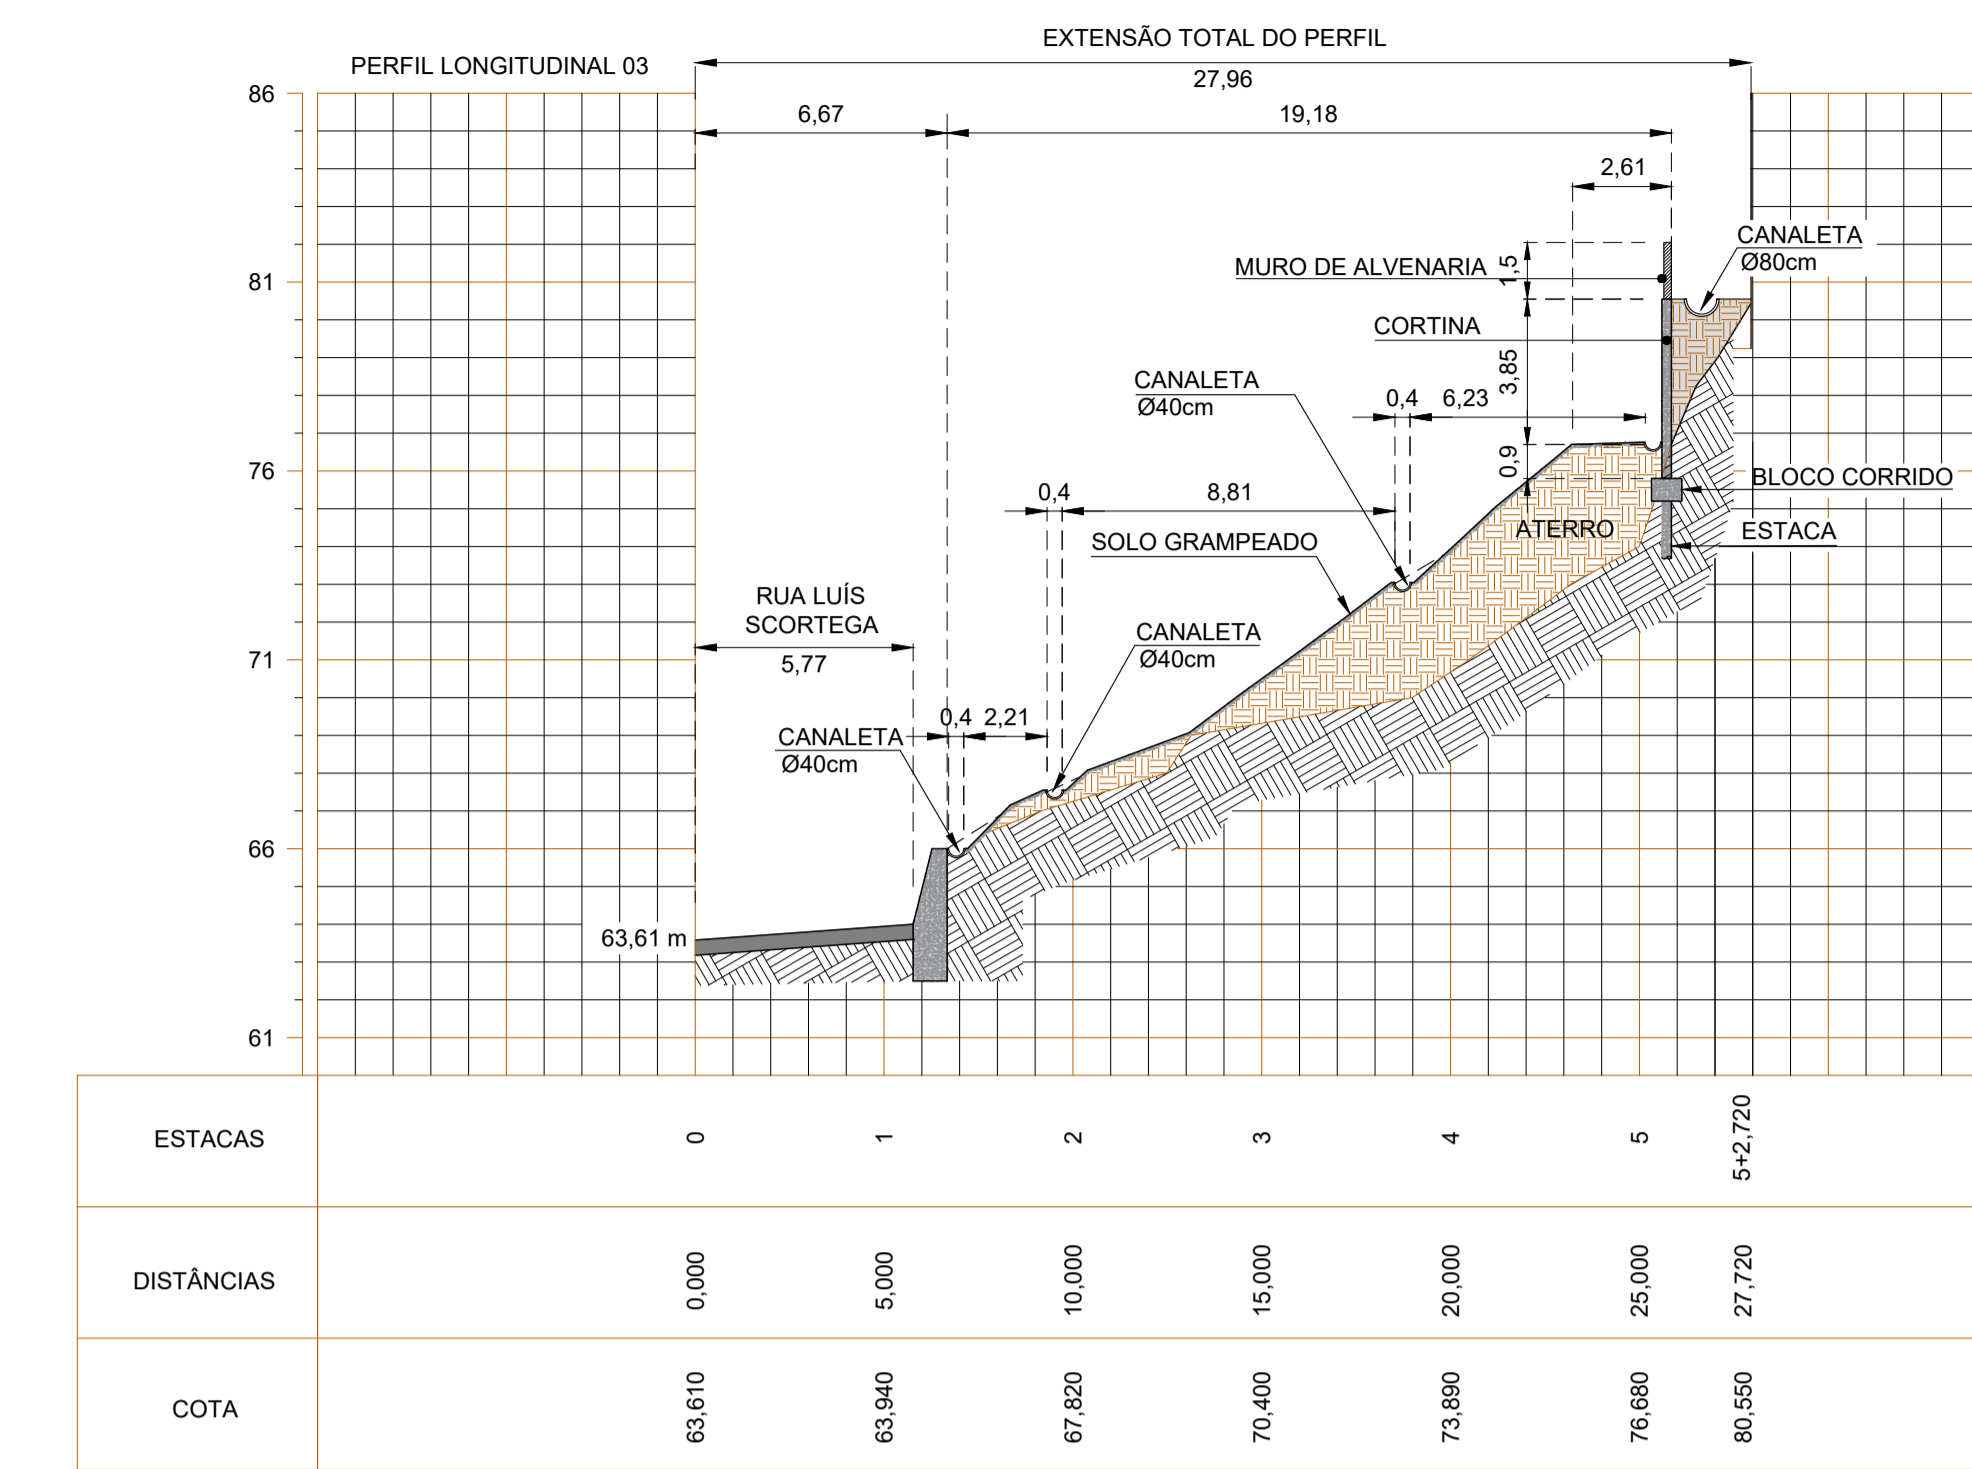 EXTENSÃO TOTAL DO PERFIL
PERFIL LONGITUDINAL 03
27,96
86
6,67
19,18
2,61
CANALETA
Ø80cm
MURO DE ALVENARIA
1,5
81
CORTINA
3,85
CANALETA
Ø40cm
0,4
6,23
0,9
76
BLOCO CORRIDO
0,4
8,81
ATERRO
ESTACA
SOLO GRAMPEADO
RUA LUÍS
SCORTEGA
5,77
CANALETA
Ø40cm
71
0,4
2,21
CANALETA
Ø40cm
66
63,61 m
61
ESTACAS
0
1
2
3
4
5
5+2,720
DISTÂNCIAS
0,000
5,000
10,000
15,000
20,000
25,000
27,720
COTA
63,610
63,940
67,820
70,400
73,890
76,680
80,550